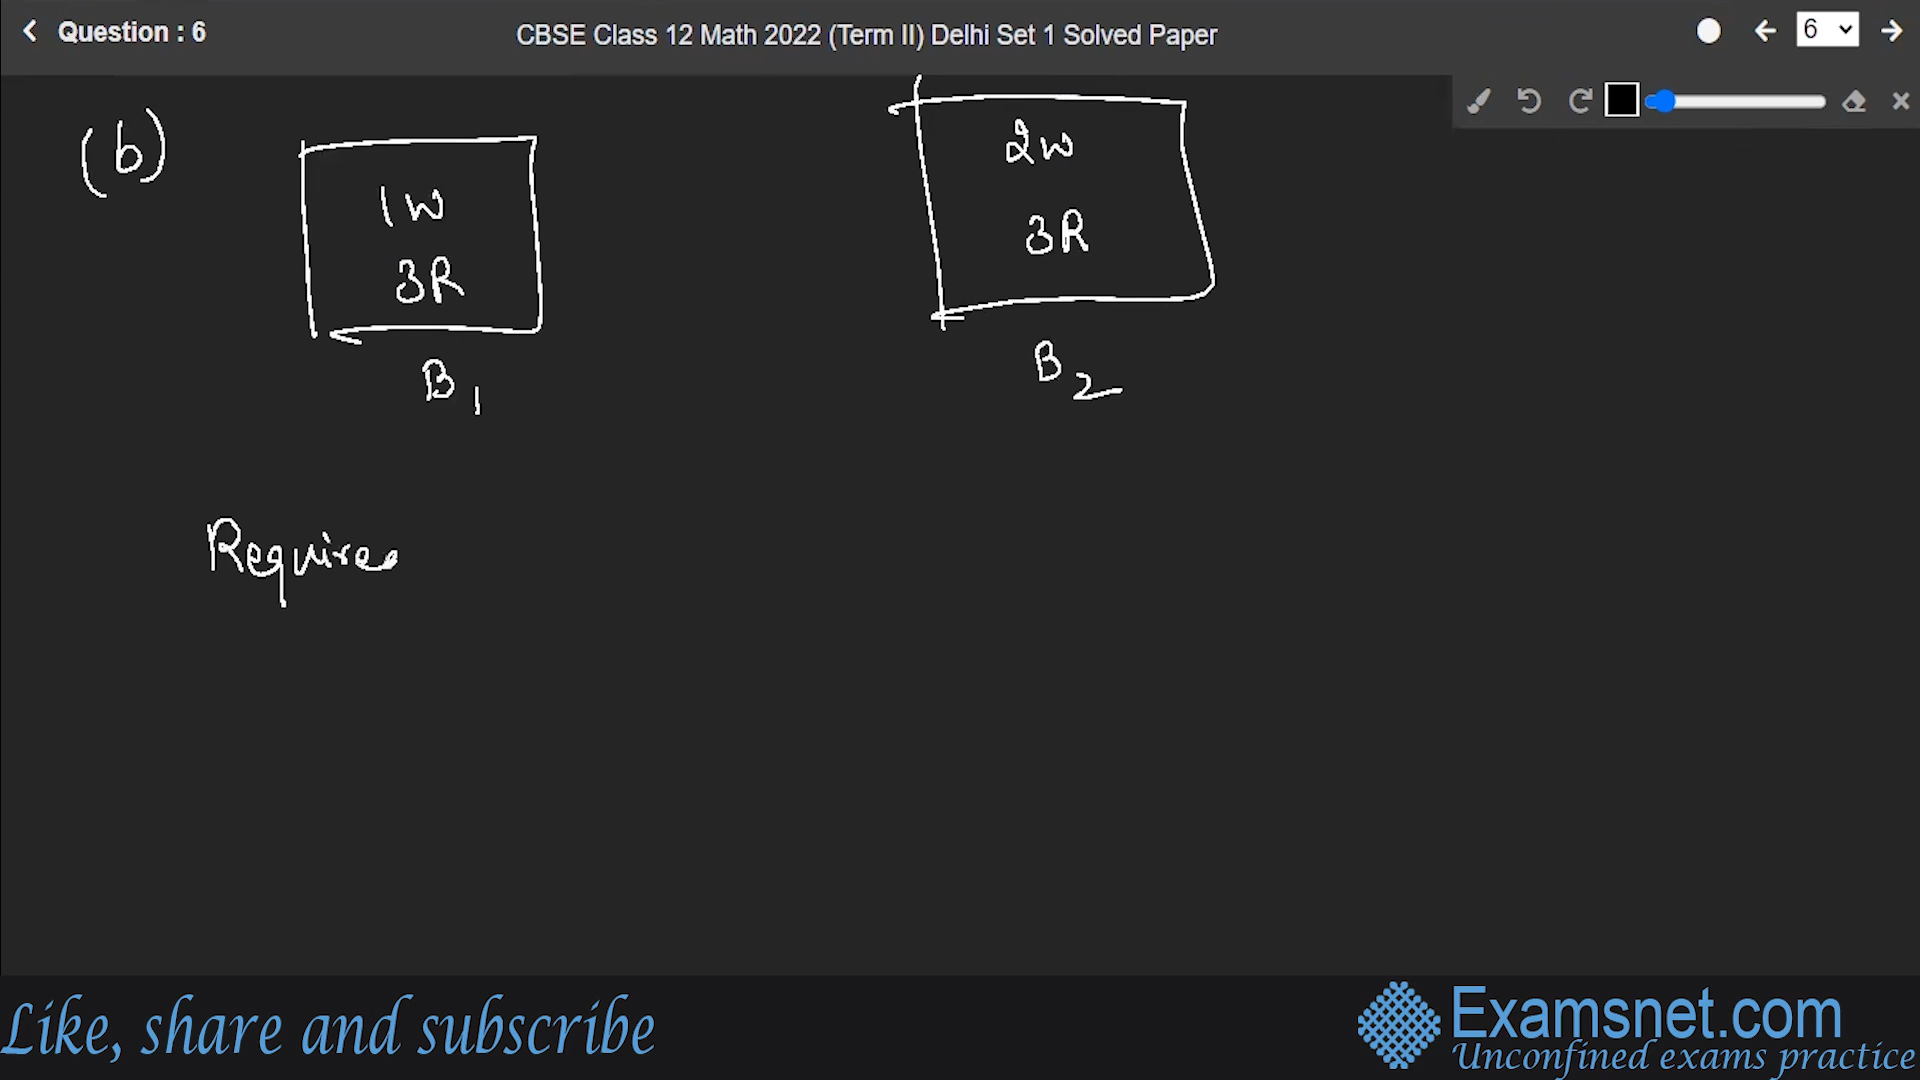 Question : 6
CBSE Class 12 Math 2022 (Term II) Delhi Set 1 Solved Paper
6
(b)
1W
3R
B1
2W
3R
B2
Require
Like, share and subscribe
Examsnet.com
Unconfined exams practice